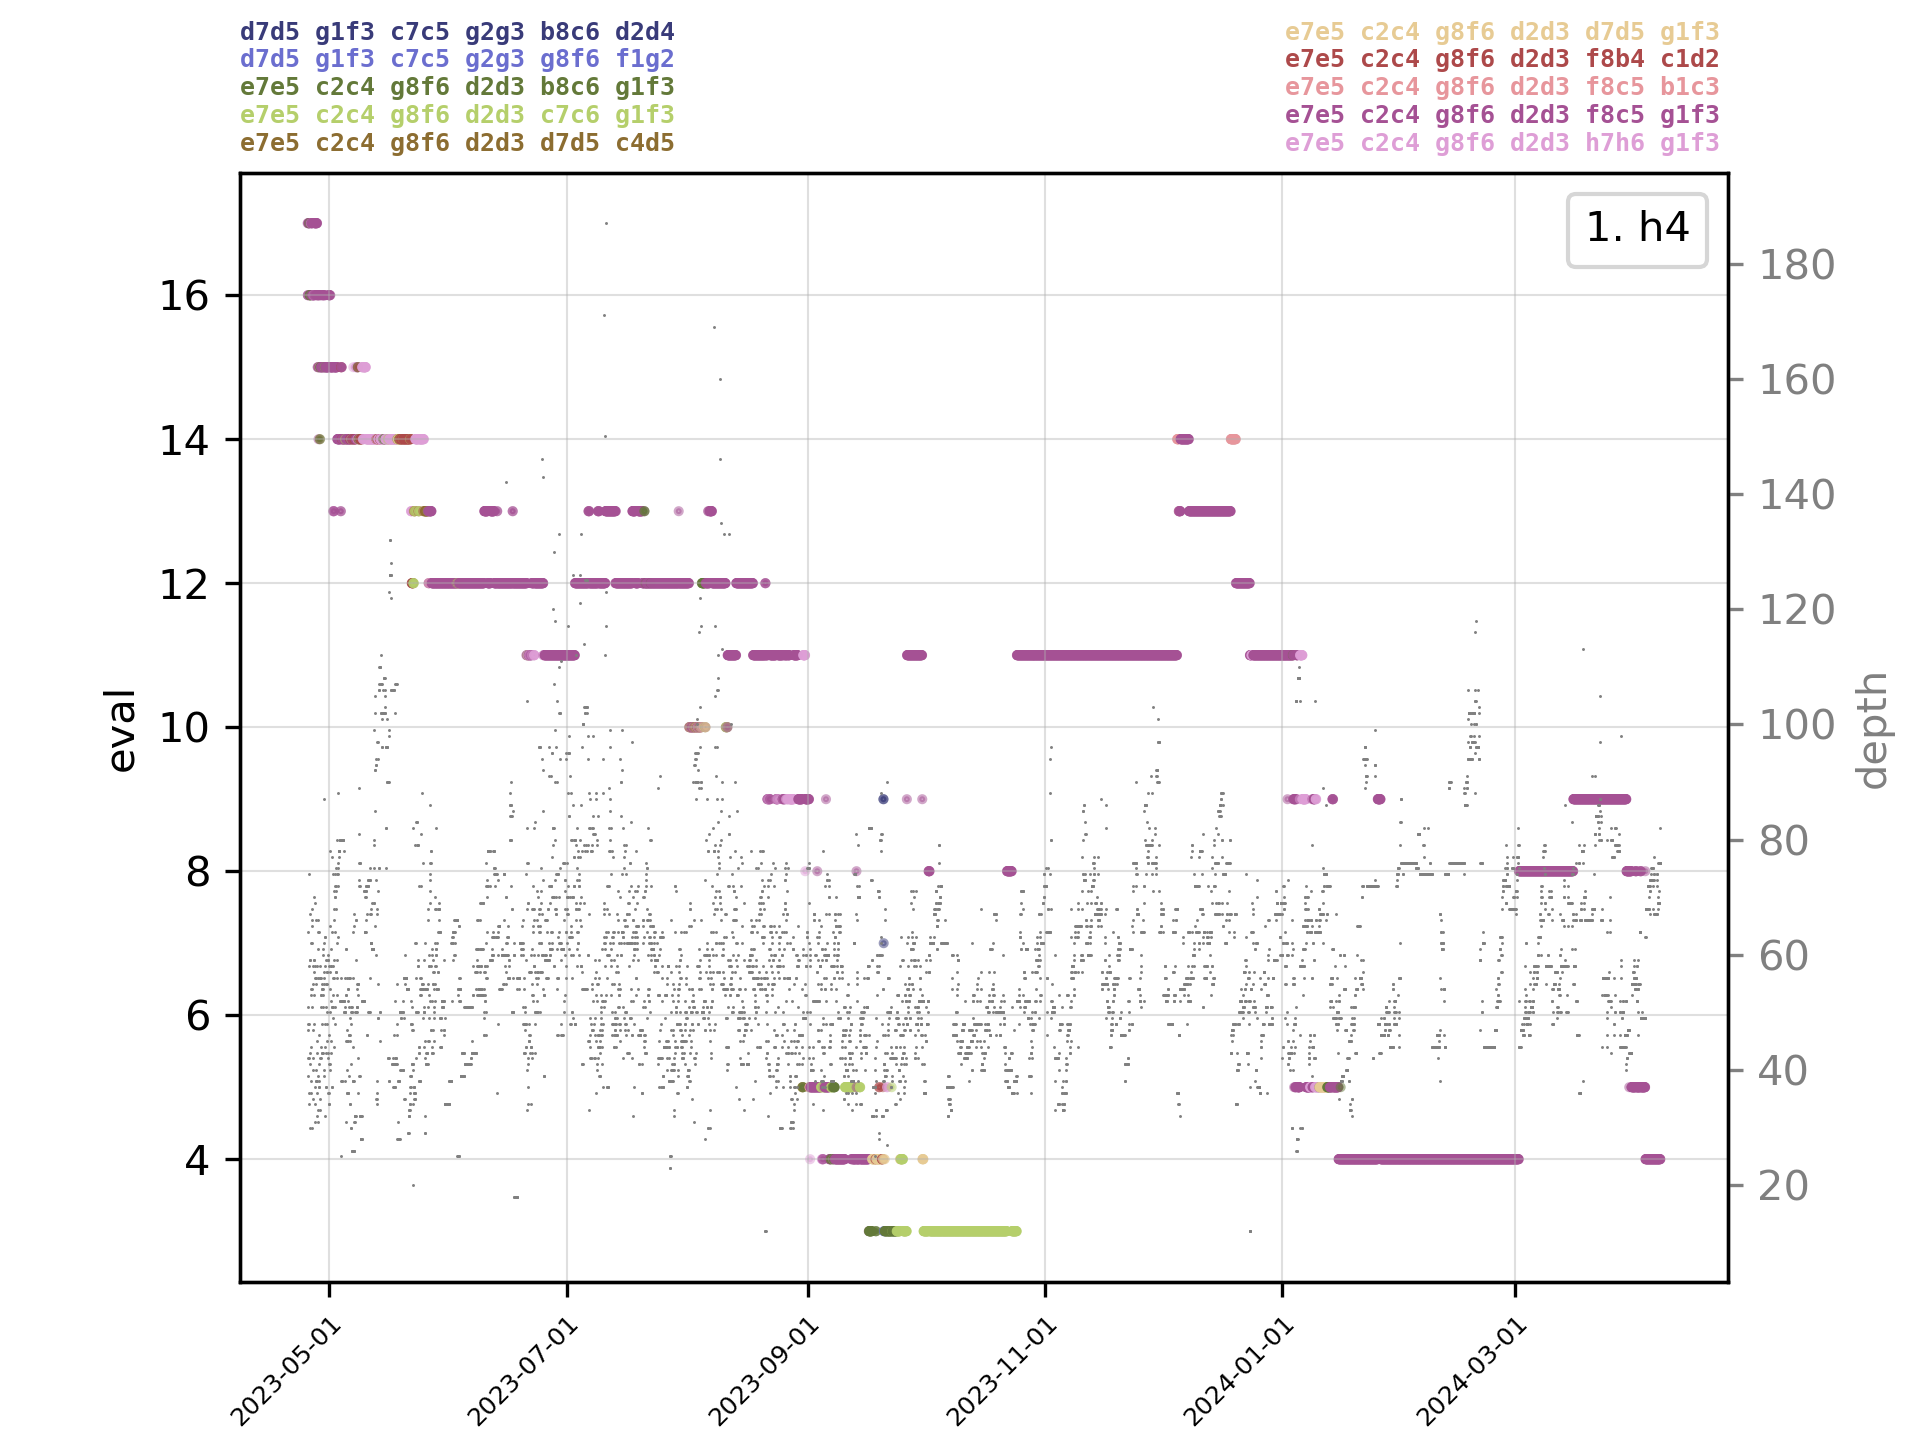 d7d5 g1f3 c7c5 g2g3 b8c6 d2d4
d7d5 g1f3 c7c5 g2g3 g8f6 f1g2
e7e5 c2c4 g8f6 d2d3 b8c6 g1f3
e7e5 c2c4 g8f6 d2d3 c7c6 g1f3
e7e5 c2c4 g8f6 d2d3 d7d5 c4d5
e7e5 c2c4 g8f6 d2d3 d7d5 g1f3
e7e5 c2c4 g8f6 d2d3 f8b4 c1d2
e7e5 c2c4 g8f6 d2d3 f8c5 b1c3
e7e5 c2c4 g8f6 d2d3 f8c5 g1f3
e7e5 c2c4 g8f6 d2d3 h7h6 g1f3
1. h4
eval
16
14
12
10
8
6
4
depth
180
160
140
120
100
80
60
40
20
2023-05-01
2023-07-01
2023-09-01
2023-11-01
2024-01-01
2024-03-01